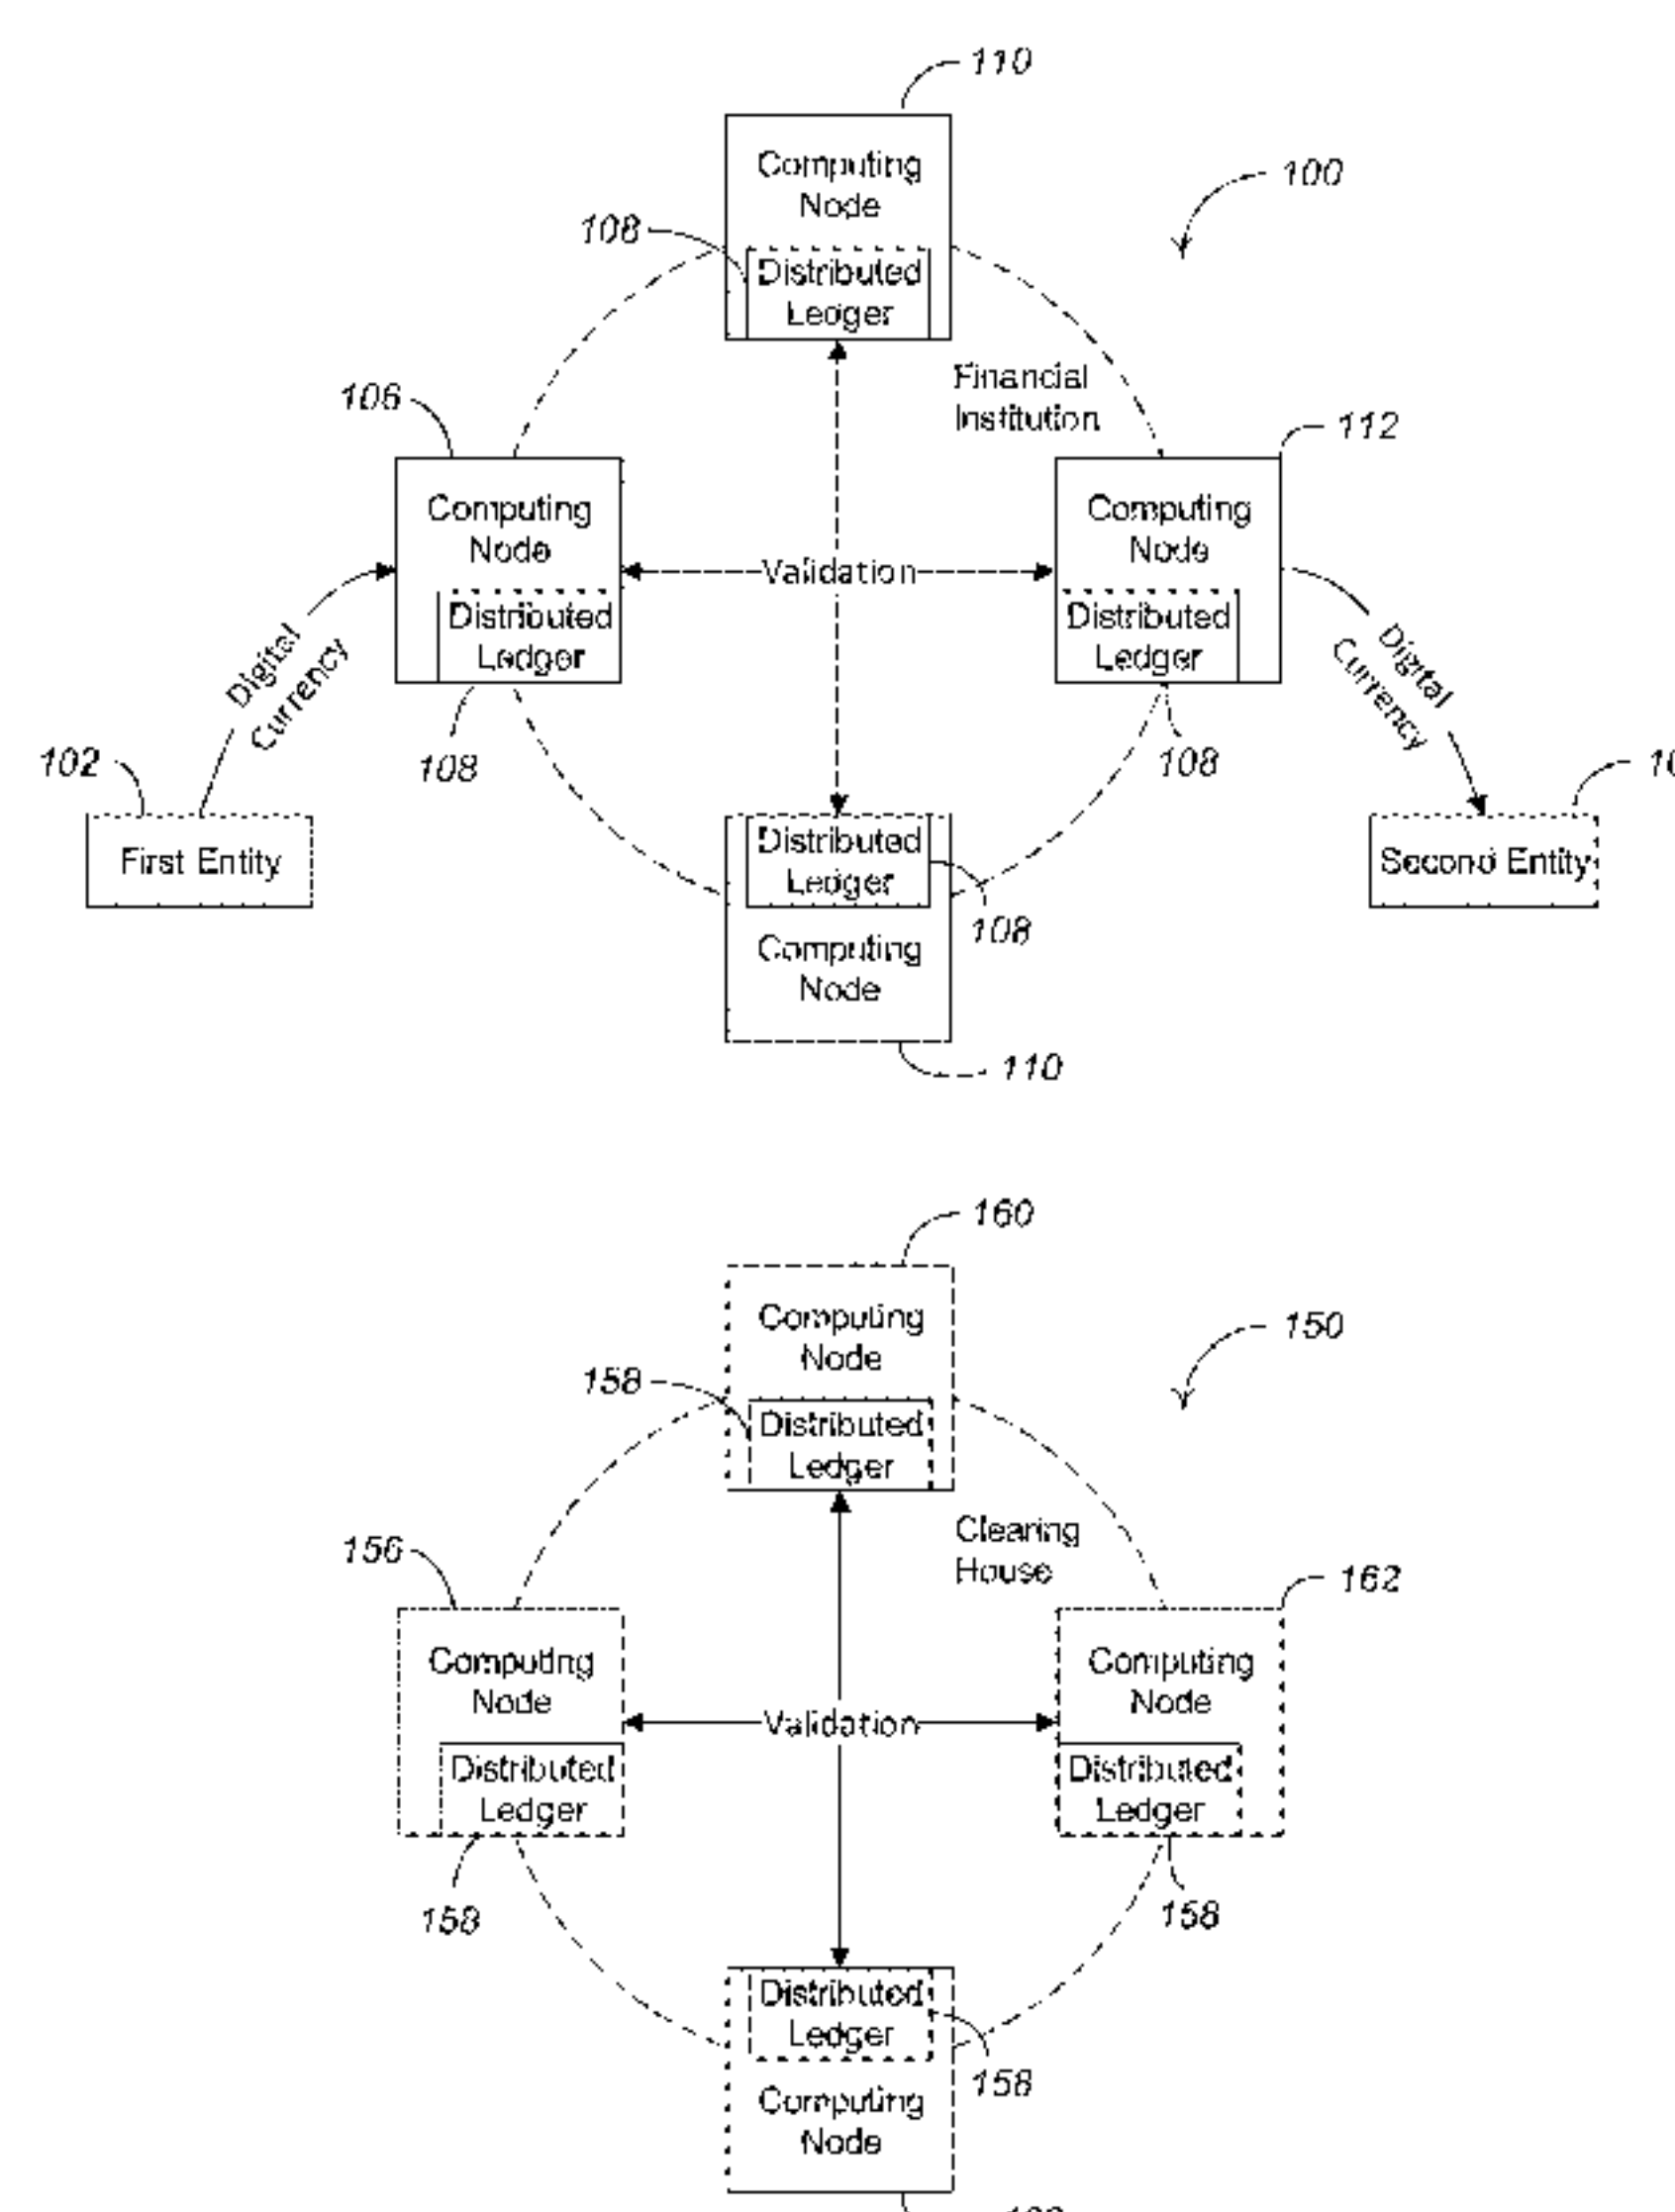 110
Computing
Node
100
108
Distributed
Ledger
Financial
Institution
106
112
Computing
Node
Computing
Node
Validation
Distributed
Ledger
Distributed
Ledger
Digital
Currency
Digital
Currency
102
108
108
First Entity
Distributed
Ledger
Second Entity
108
Computing
Node
110
160
Computing
Node
150
158
Distributed
Ledger
Clearing
House
156
162
Computing
Node
Computing
Node
Validation
Distributed
Ledger
Distributed
Ledger
158
158
Distributed
Ledger
158
Computing
Node